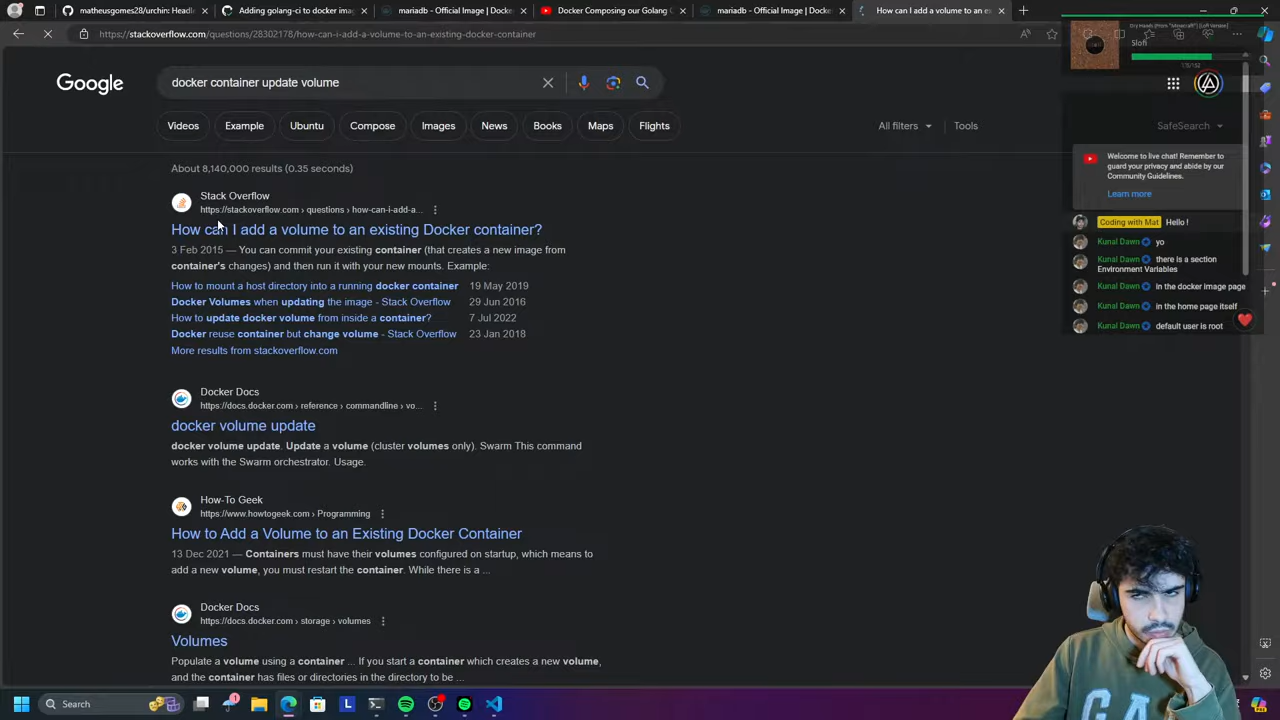 matheusgomes28/urchin: Headle
Adding golang-ci to docker imag
mariadb - Official Image | Docke
Docker Composing our Golang C
mariadb - Official Image | Docke
How can I add a volume to an ex
https://stackoverflow.com/questions/28302178/how-can-i-add-a-volume-to-an-existing-docker-container
Dry Hands (From "Minecraft") [Lofi Version]
Slofi
Google
docker container update volume
Videos
Example
Ubuntu
Compose
Images
News
Books
Maps
Flights
All filters
Tools
SafeSearch
About 8,140,000 results (0.35 seconds)
Stack Overflow
https://stackoverflow.com › questions › how-can-i-add-a...
How can I add a volume to an existing Docker container?
3 Feb 2015 — You can commit your existing container (that creates a new image from
container's changes) and then run it with your new mounts. Example:
How to mount a host directory into a running docker container 19 May 2019
Docker Volumes when updating the image - Stack Overflow 29 Jun 2016
How to update docker volume from inside a container? 7 Jul 2022
Docker reuse container but change volume - Stack Overflow 23 Jan 2018
More results from stackoverflow.com
Docker Docs
https://docs.docker.com › reference › commandline › vo...
docker volume update
docker volume update. Update a volume (cluster volumes only). Swarm This command
works with the Swarm orchestrator. Usage.
How-To Geek
https://www.howtogeek.com › Programming
How to Add a Volume to an Existing Docker Container
13 Dec 2021 — Containers must have their volumes configured on startup, which means to
add a new volume, you must restart the container. While there is a ...
Docker Docs
https://docs.docker.com › storage › volumes
Volumes
Populate a volume using a container ... If you start a container which creates a new volume,
and the container has files or directories in the directory to be ...
Welcome to live chat! Remember to
guard your privacy and abide by our
Community Guidelines.
Learn more
Coding with Mat Hello !
Kunal Dawn yo
Kunal Dawn there is a section
Environment Variables
Kunal Dawn in the docker image page
Kunal Dawn in the home page itself
Kunal Dawn default user is root
Search